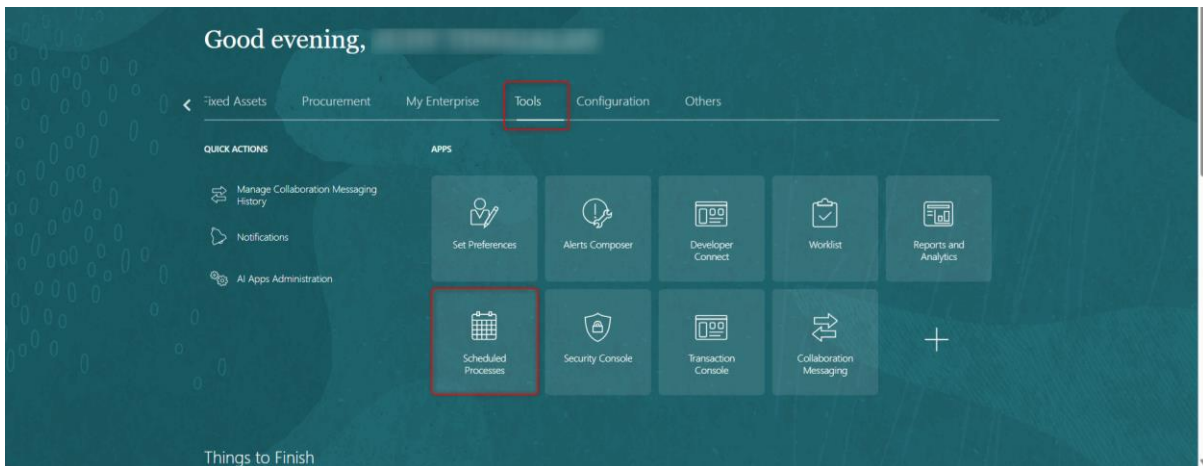 Good evening,
Fixed Assets Procurement My Enterprise Tools Configuration Others
QUICK ACTIONS
Manage Collaboration Messaging
History
Notifications
AI Apps Administration
APPS
Set Preferences
Alerts Composer
Developer
Connect
Worklist
Reports and
Analytics
Scheduled
Processes
Security Console
Transaction
Console
Collaboration
Messaging
Things to Finish